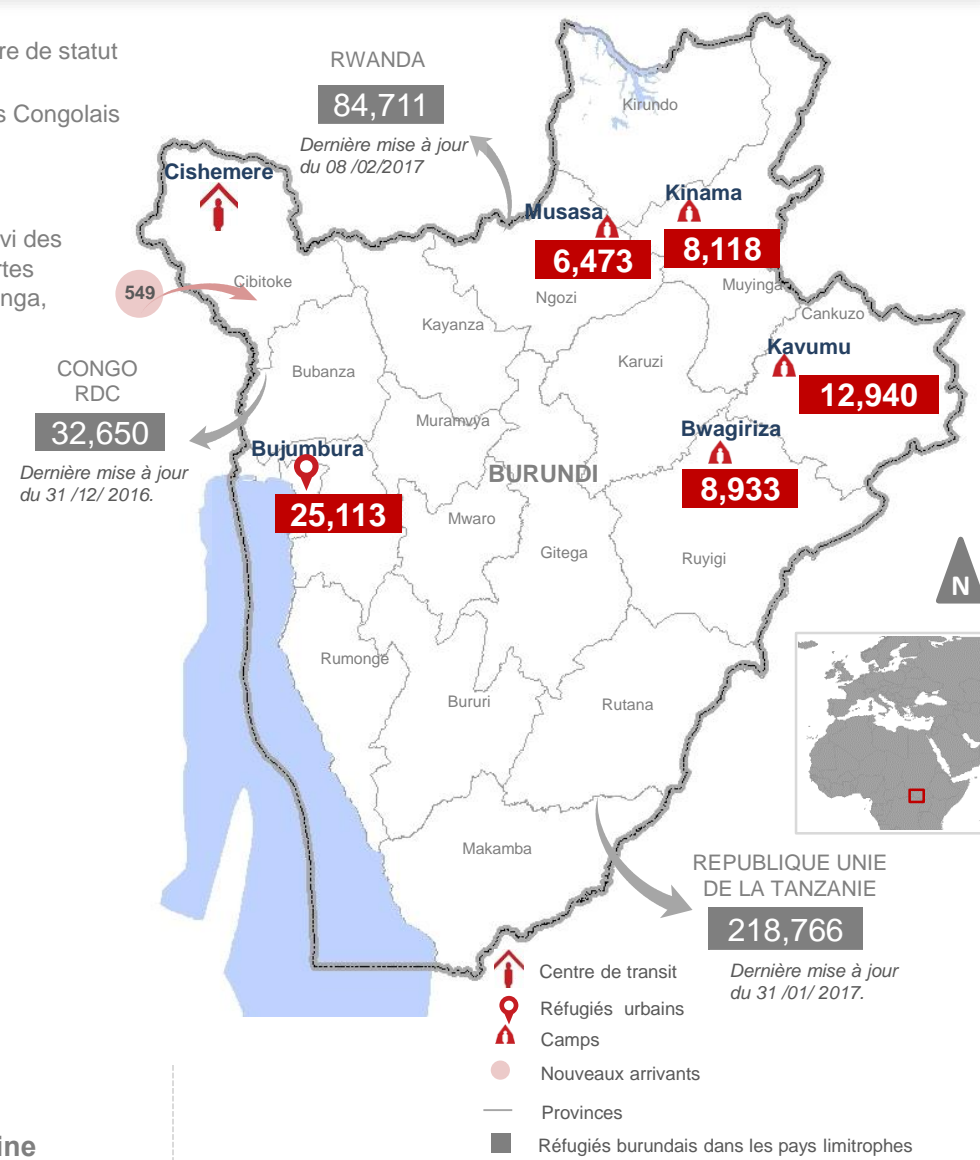 re de statut
s Congolais
vi des
rtes
nga,
RWANDA
84,711
Dernière mise à jour
du 08 /02/2017
Kirundo
Cishemere
Musasa
6,473
Kinama
8,118
Muyinga
549
Cibitoke
Ngozi
Kayanza
Cankuzo
Kavumu
12,940
Karuzi
Bubanza
CONGO
RDC
32,650
Dernière mise à jour
du 31 /12/ 2016.
Muramvya
Bujumbura
25,113
BURUNDI
Bwagiriza
8,933
Mwaro
Gitega
Ruyigi
N
Rumonge
Bururi
Rutana
Makamba
REPUBLIQUE UNIE
DE LA TANZANIE
218,766
Dernière mise à jour
du 31 /01/ 2017.
Centre de transit
Réfugiés urbains
Camps
Nouveaux arrivants
Provinces
Réfugiés burundais dans les pays limitrophes
ine